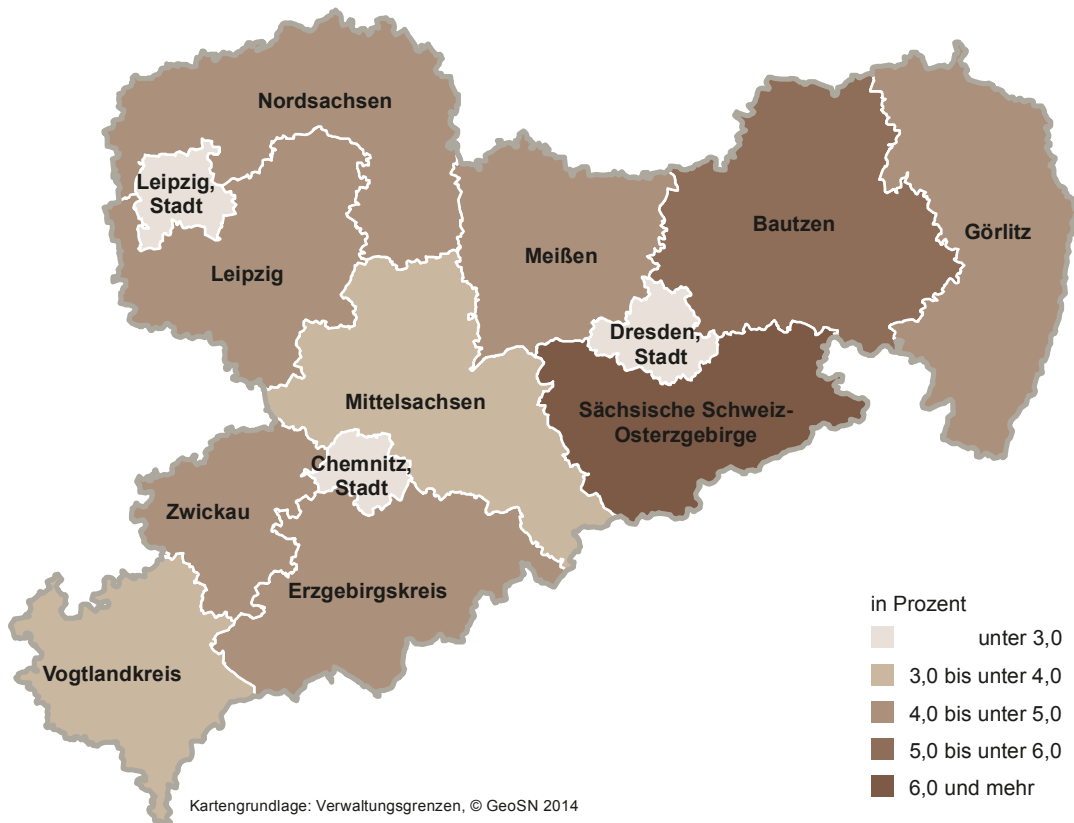 Nordsachsen
Leipzig,
Stadt
Leipzig
Meißen
Bautzen
Görlitz
Dresden,
Stadt
Mittelsachsen
Sächsische Schweiz-
Osterzgebirge
Chemnitz,
Stadt
Zwickau
Erzgebirgskreis
Vogtlandkreis
in Prozent
unter 3,0
3,0 bis unter 4,0
4,0 bis unter 5,0
5,0 bis unter 6,0
6,0 und mehr
Kartengrundlage: Verwaltungsgrenzen, © GeoSN 2014